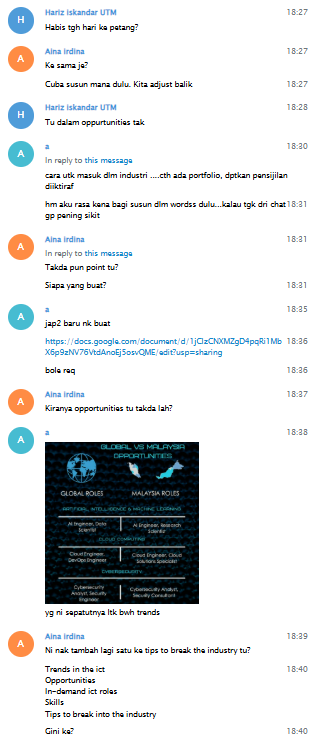 H
Hariz iskandar UTM 18:27
Habis tgh hari ke petang?
A
Aina irdina 18:27
Ke sama je?
Cuba susun mana dulu. Kita adjust balik 18:27
H
Hariz iskandar UTM 18:28
Tu dalam oppurtunities tak
A
a 18:30
In reply to this message
cara utk masuk dlm industri ....cth ada portfolio, dptkan pensijilan
diiktiraf
hm aku rasa kena bagi susun dlm wordss dulu...kalau tgk dri chat 18:31
gp pening sikit
A
Aina irdina 18:31
In reply to this message
Takda pun point tu?
Siapa yang buat? 18:31
A
a 18:35
jap2 baru nk buat
https://docs.google.com/document/d/1jClzCNXMZgD4pqRi1Mb 18:36
X6p9zNV76VtdAnoEj5osvQME/edit?usp=sharing
bole req 18:36
A
Aina irdina 18:37
Kiranya opportunities tu takda lah?
A
a 18:38
GLOBAL VS MALAYSIA
OPPORTUNITIES
GLOBAL ROLES MALAYSIA ROLES
ARTIFICIAL INTELLIGENCE & MACHINE LEARNING
AI Engineer, Data
Scientist
AI Engineer, Research
Scientist
CLOUD COMPUTING
Cloud Engineer,
DevOps Engineer
Cloud Engineer, Cloud
Solutions Specialist
CYBERSECURITY
Cybersecurity
Analyst, Security
Engineer
Cybersecurity Analyst,
Security Consultant
yg ni sepatutnya ltk bwh trends
A
Aina irdina 18:39
Ni nak tambah lagi satu ke tips to break the industry tu?
Trends in the ict 18:40
Opportunities
In-demand ict roles
Skills
Tips to break into the industry
Gini ke? 18:40